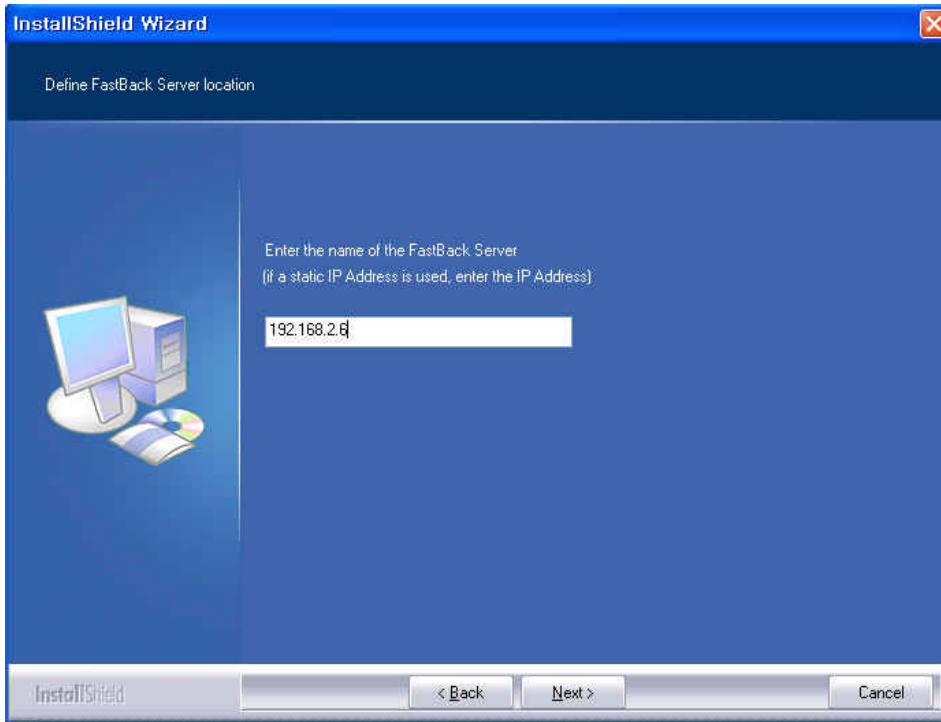 InstallShield Wizard
Define FastBack Server location
Enter the name of the FastBack Server
(if a static IP Address is used, enter the IP Address)
192.168.2.6
InstallShield
< Back
Next >
Cancel